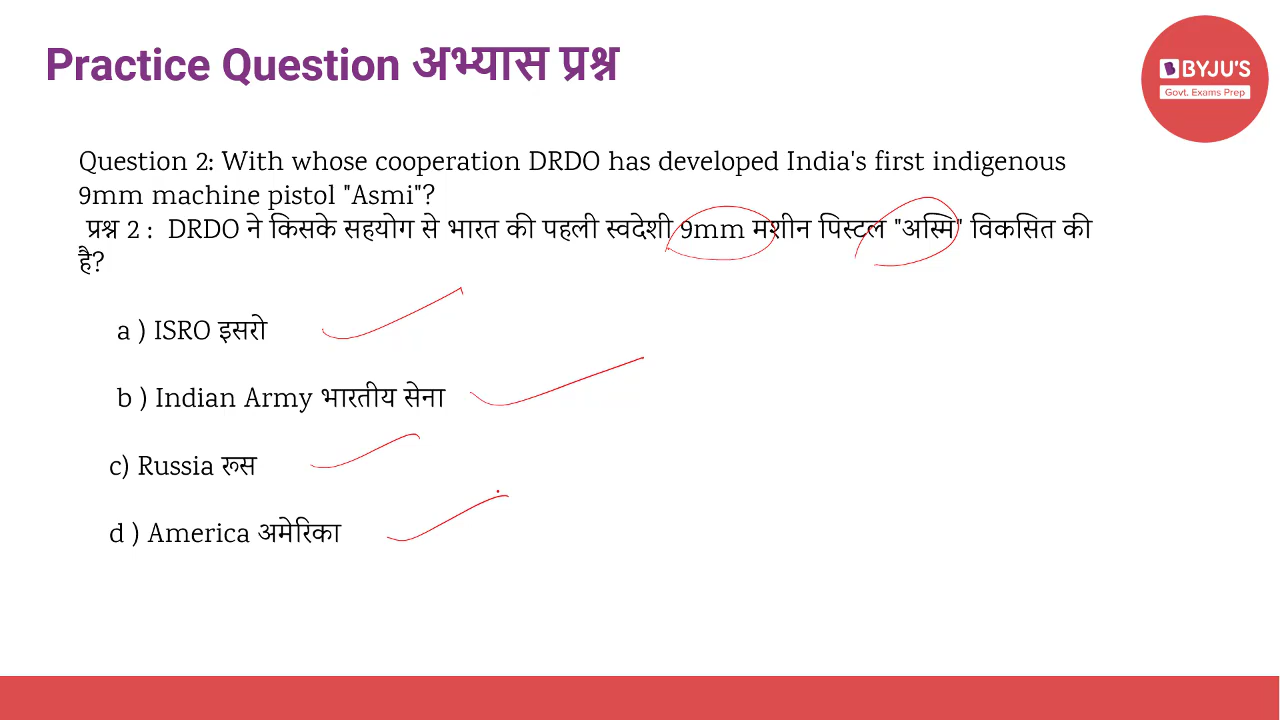 Practice Question अभ्यास प्रश्न
BYJU'S
Govt. Exams Prep
Question 2: With whose cooperation DRDO has developed India's first indigenous
9mm machine pistol "Asmi"?
प्रश्न 2 : DRDO ने किसके सहयोग से भारत की पहली स्वदेशी 9mm मशीन पिस्टल "अस्मि" विकसित की
है?
a ) ISRO इसरो
b ) Indian Army भारतीय सेना
c) Russia रूस
d ) America अमेरिका